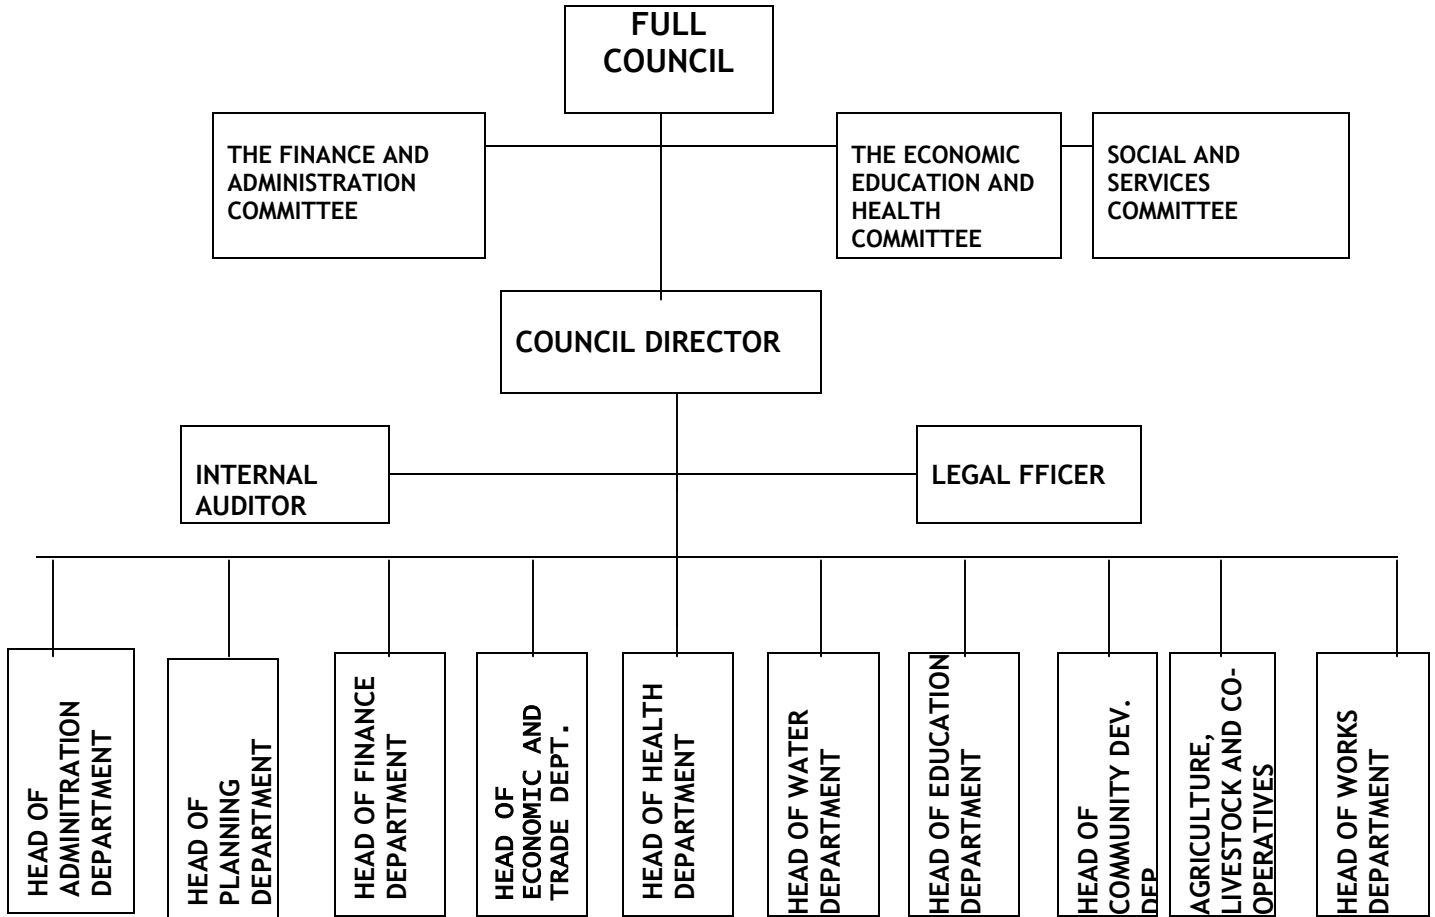 FULL
COUNCIL
THE FINANCE AND
ADMINISTRATION
COMMITTEE
THE ECONOMIC
EDUCATION AND
HEALTH
COMMITTEE
SOCIAL AND
SERVICES
COMMITTEE
COUNCIL DIRECTOR
INTERNAL
AUDITOR
LEGAL FFICER
HEAD OF
ADMINITRATION
DEPARTMENT
HEAD OF
PLANNING
DEPARTMENT
HEAD OF FINANCE
DEPARTMENT
HEAD OF
ECONOMIC AND
TRADE DEPT.
HEAD OF HEALTH
DEPARTMENT
HEAD OF WATER
DEPARTMENT
HEAD OF EDUCATION
DEPARTMENT
HEAD OF
COMMUNITY DEV.
DEP
AGRICULTURE,
LIVESTOCK AND CO-
OPERATIVES
HEAD OF WORKS
DEPARTMENT